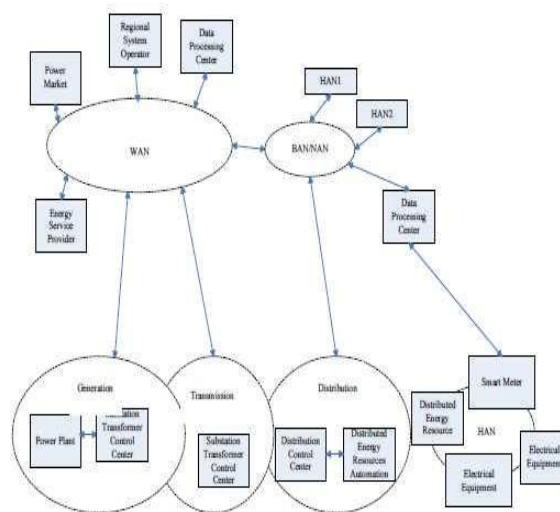 Regional
System
Operator
Data
Processing
Center
Power
Market
HAN1
HAN2
WAN
BAN/NAN
Energy
Service
Provider
Data
Processing
Center
Generation
Transmission
Distribution
Smart Meter
Power Plant
Transformer
Control
Center
Substation
Transformer
Control
Center
Distribution
Control
Center
Distributed
Energy
Resources
Automation
Distributed
Energy
Resource
HAN
Electrical
Equipment
Electrical
Equipment